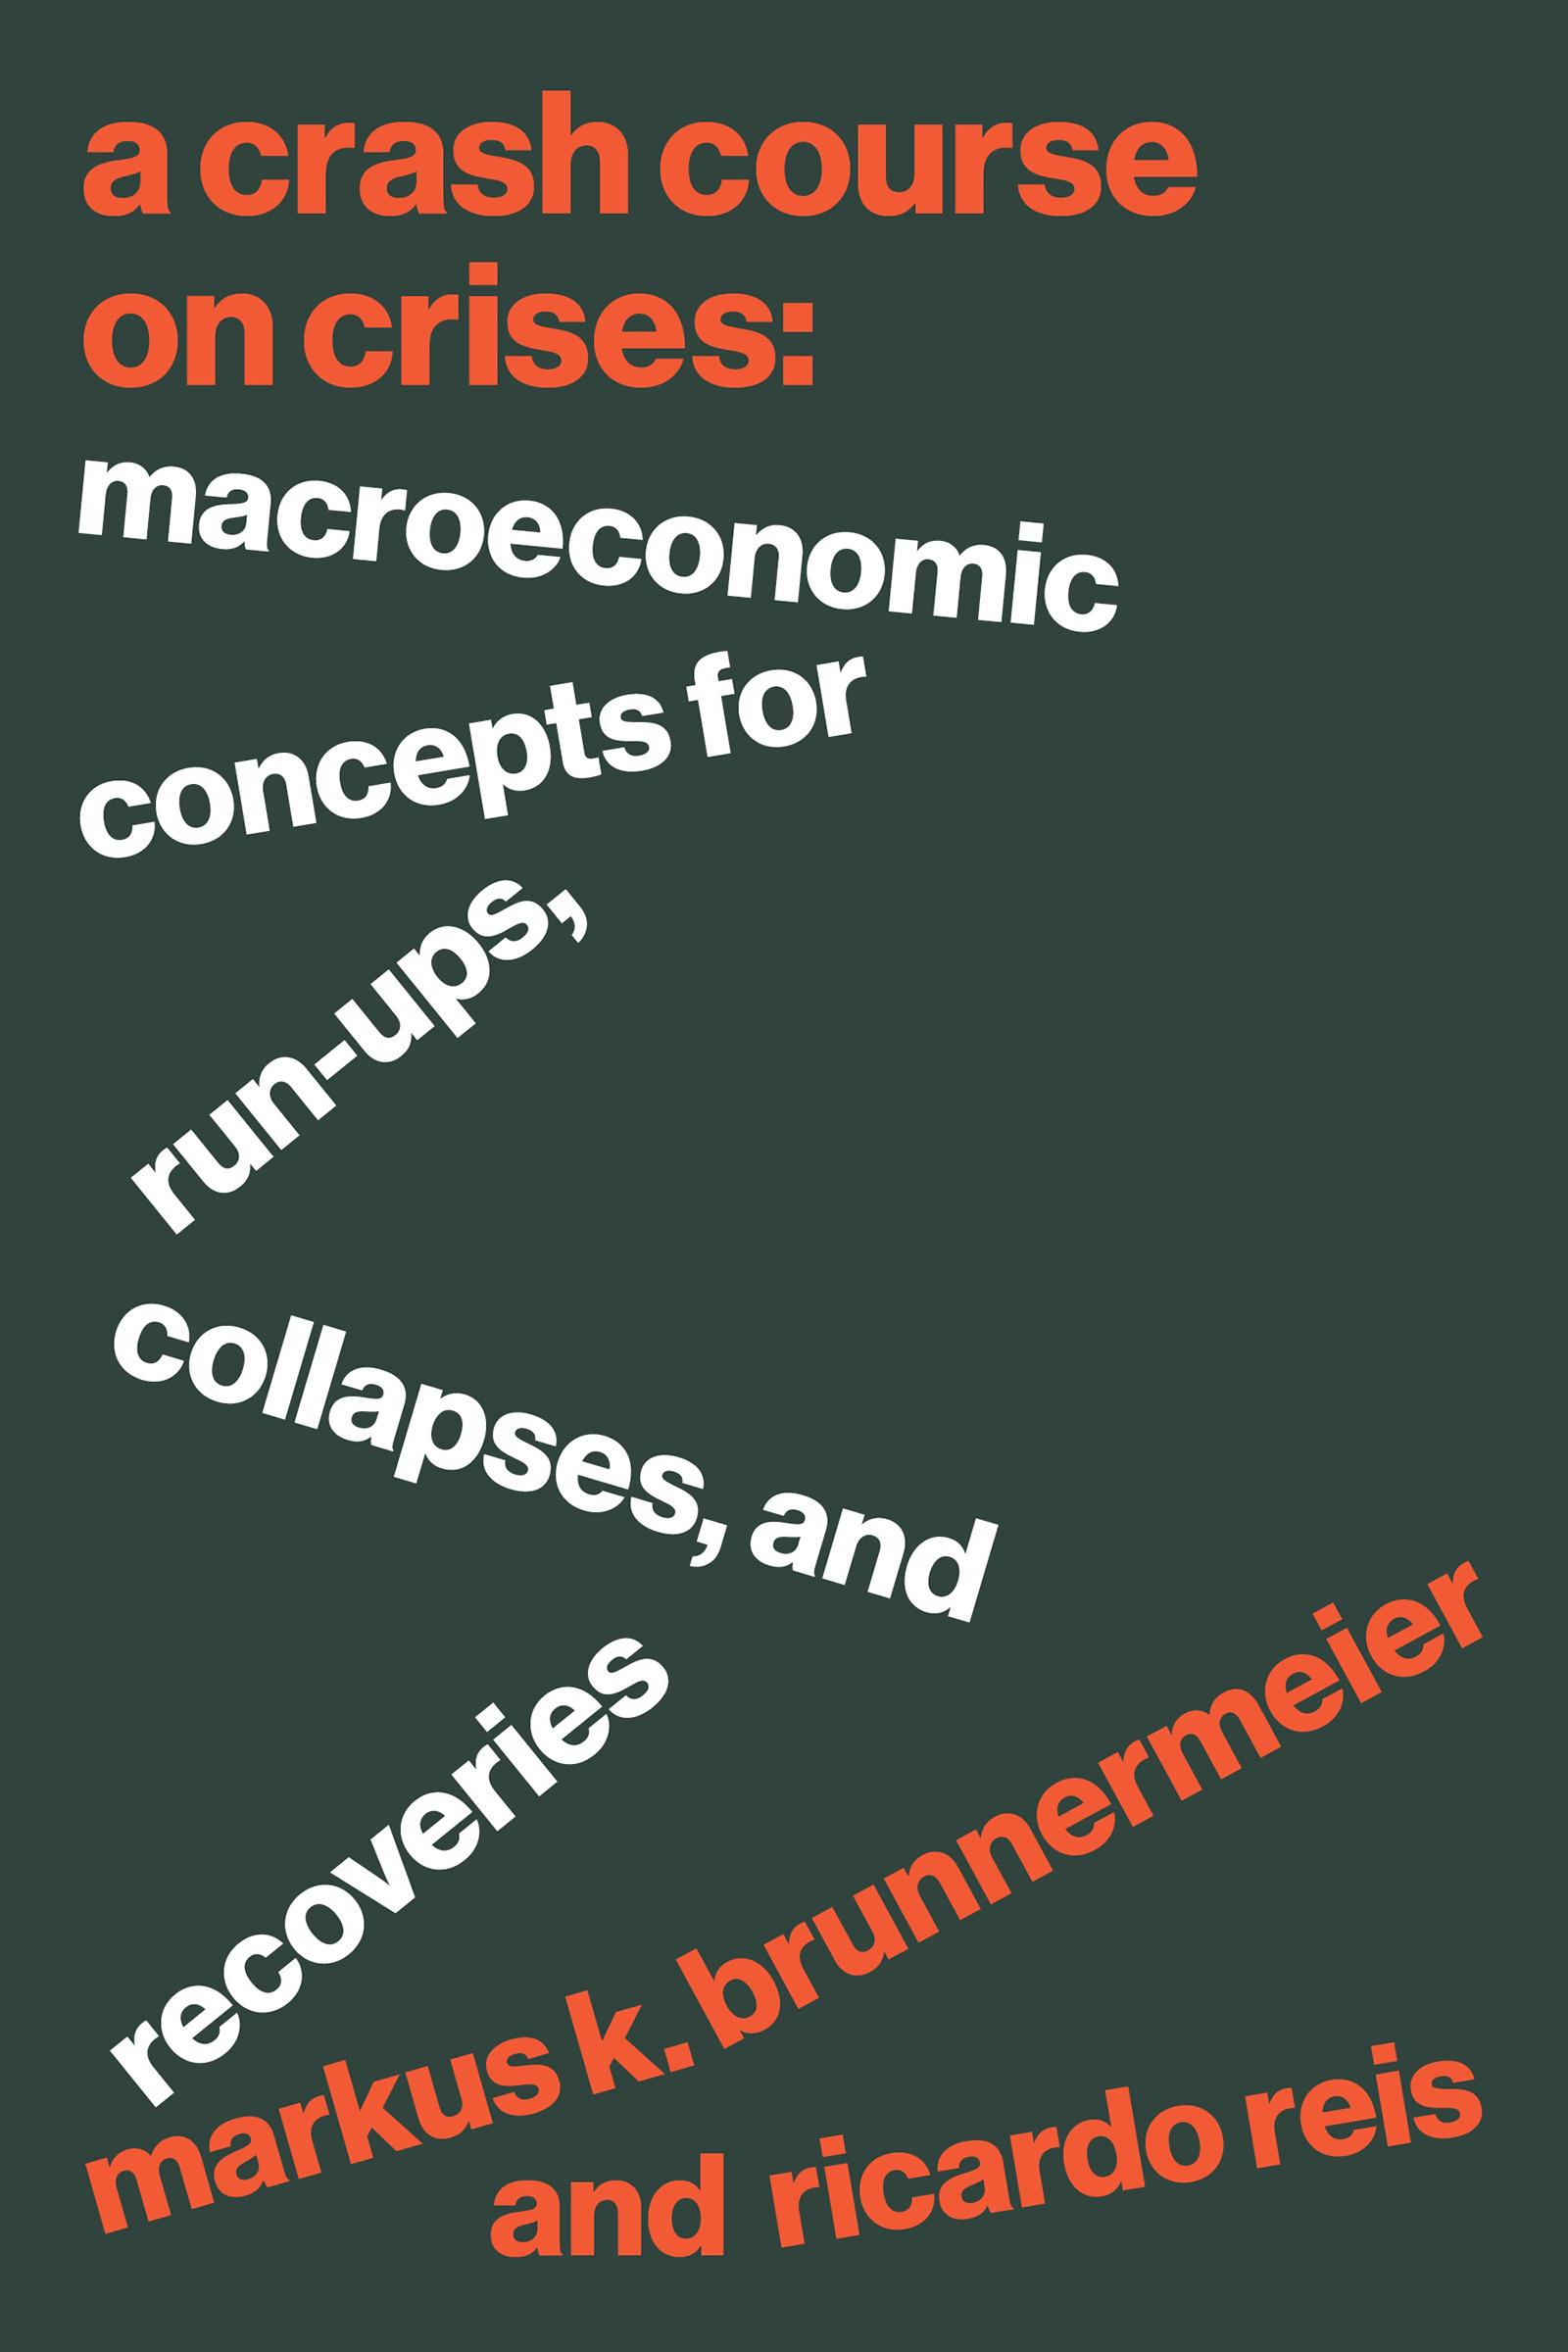 a crash course
on crises:
macroeconomic
concepts for
run-ups,
collapses, and
recoveries
markus k. brunnermeier
and ricardo reis